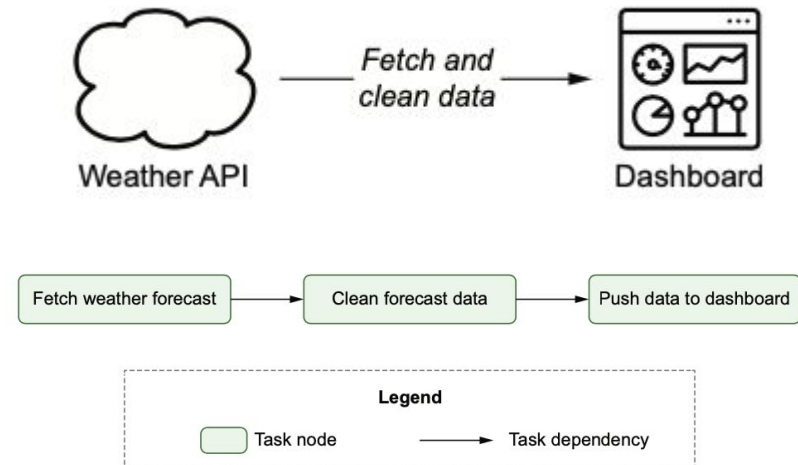 Fetch and
clean data
Weather API
Dashboard
Fetch weather forecast
Clean forecast data
Push data to dashboard
Legend
Task node
Task dependency